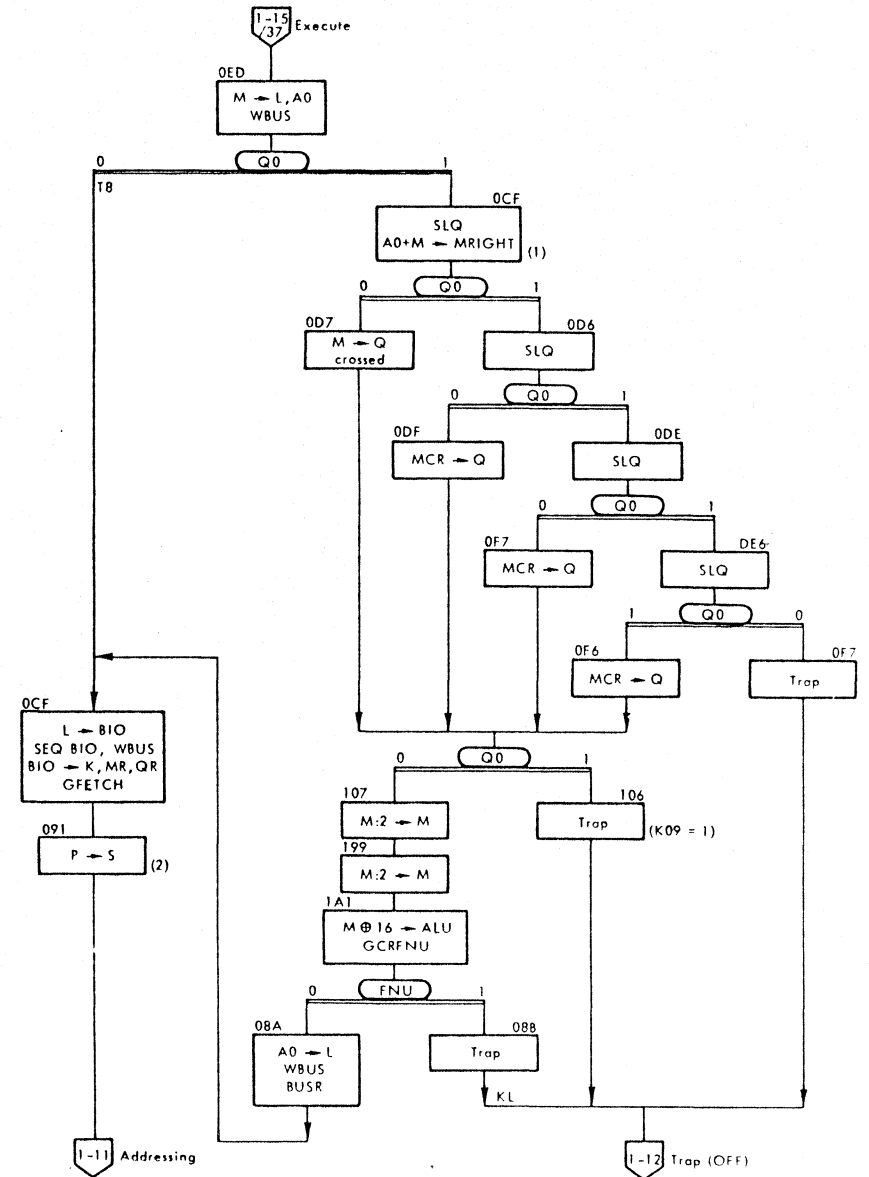 1-15
/37
Execute
0ED
M → L, A0
WBUS
Q0
0
1
T8
0CF
SLQ
A0+M → MRIGHT
(1)
Q0
0
1
0D7
M → Q
crossed
0D6
SLQ
Q0
0
1
0DF
MCR → Q
0DE
SLQ
Q0
0
1
0F7
MCR → Q
DE6
SLQ
Q0
1
0
0F6
MCR → Q
0F7
Trap
0CF
L → BIO
SEQ BIO, WBUS
BIO → K, MR, QR
GFETCH
Q0
0
1
107
M:2 → M
106
Trap
(K09 = 1)
091
P → S
(2)
199
M:2 → M
1A1
M ⊕ 16 → ALU
GCRFNU
FNU
0
1
08A
A0 → L
WBUS
BUSR
08B
Trap
KL
1-11
Addressing
1-12
Trap (OFF)